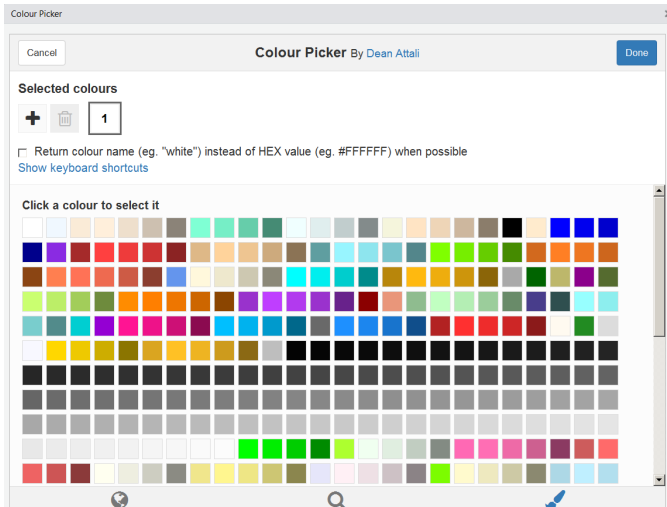 Colour Picker
Cancel
Colour Picker By Dean Attali
Done
Selected colours
1
Return colour name (eg. "white") instead of HEX value (eg. #FFFFFF) when possible
Show keyboard shortcuts
Click a colour to select it